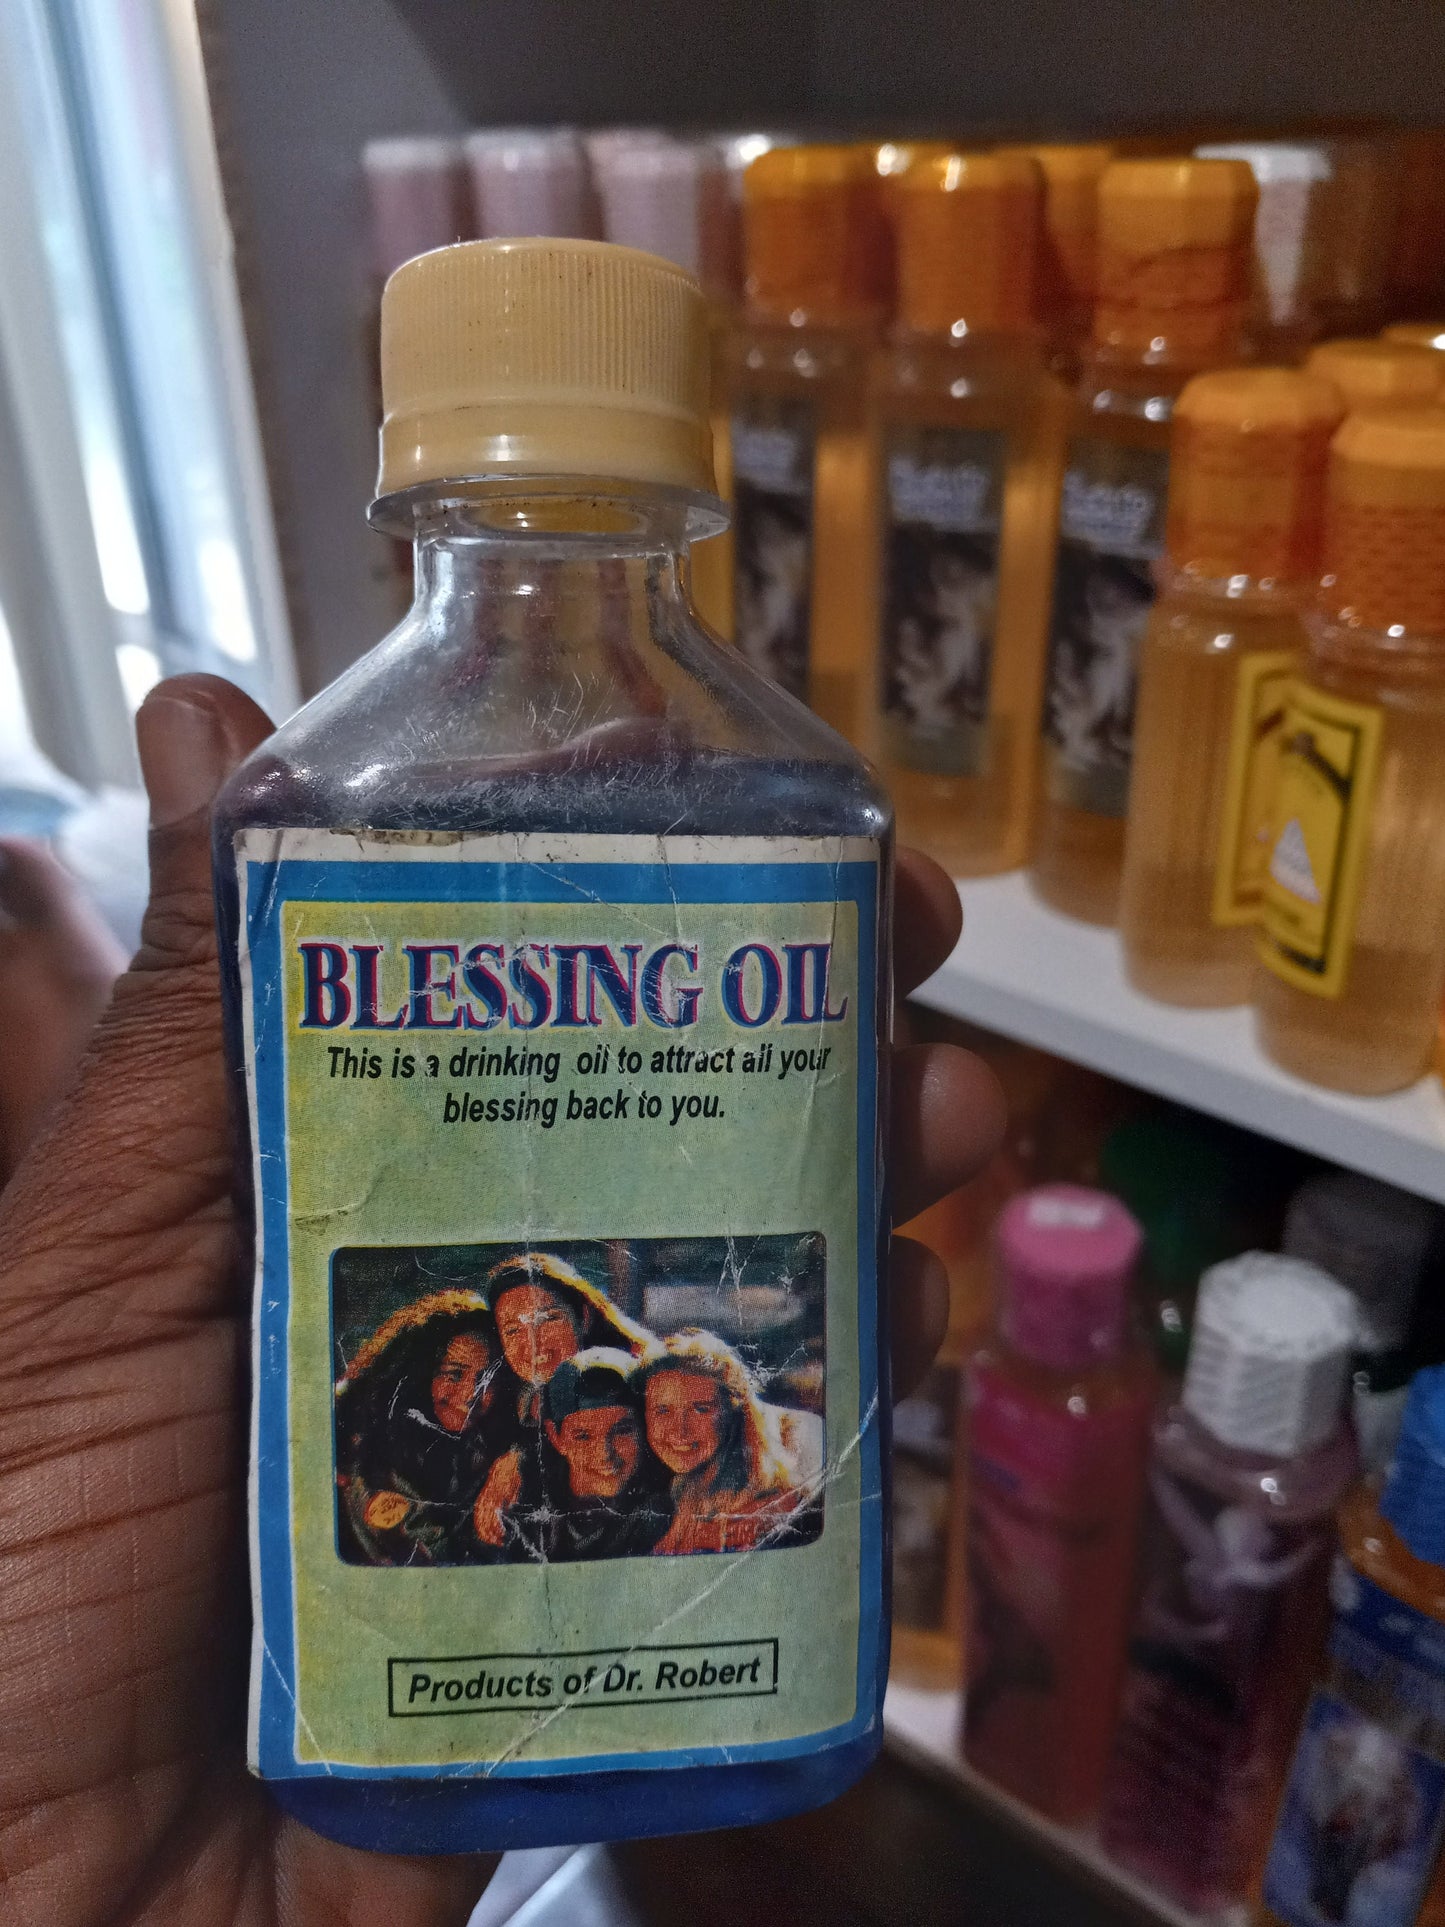 BLESSING OIL
This is a drinking oil to attract all your
blessing back to you.
Products of Dr. Robert